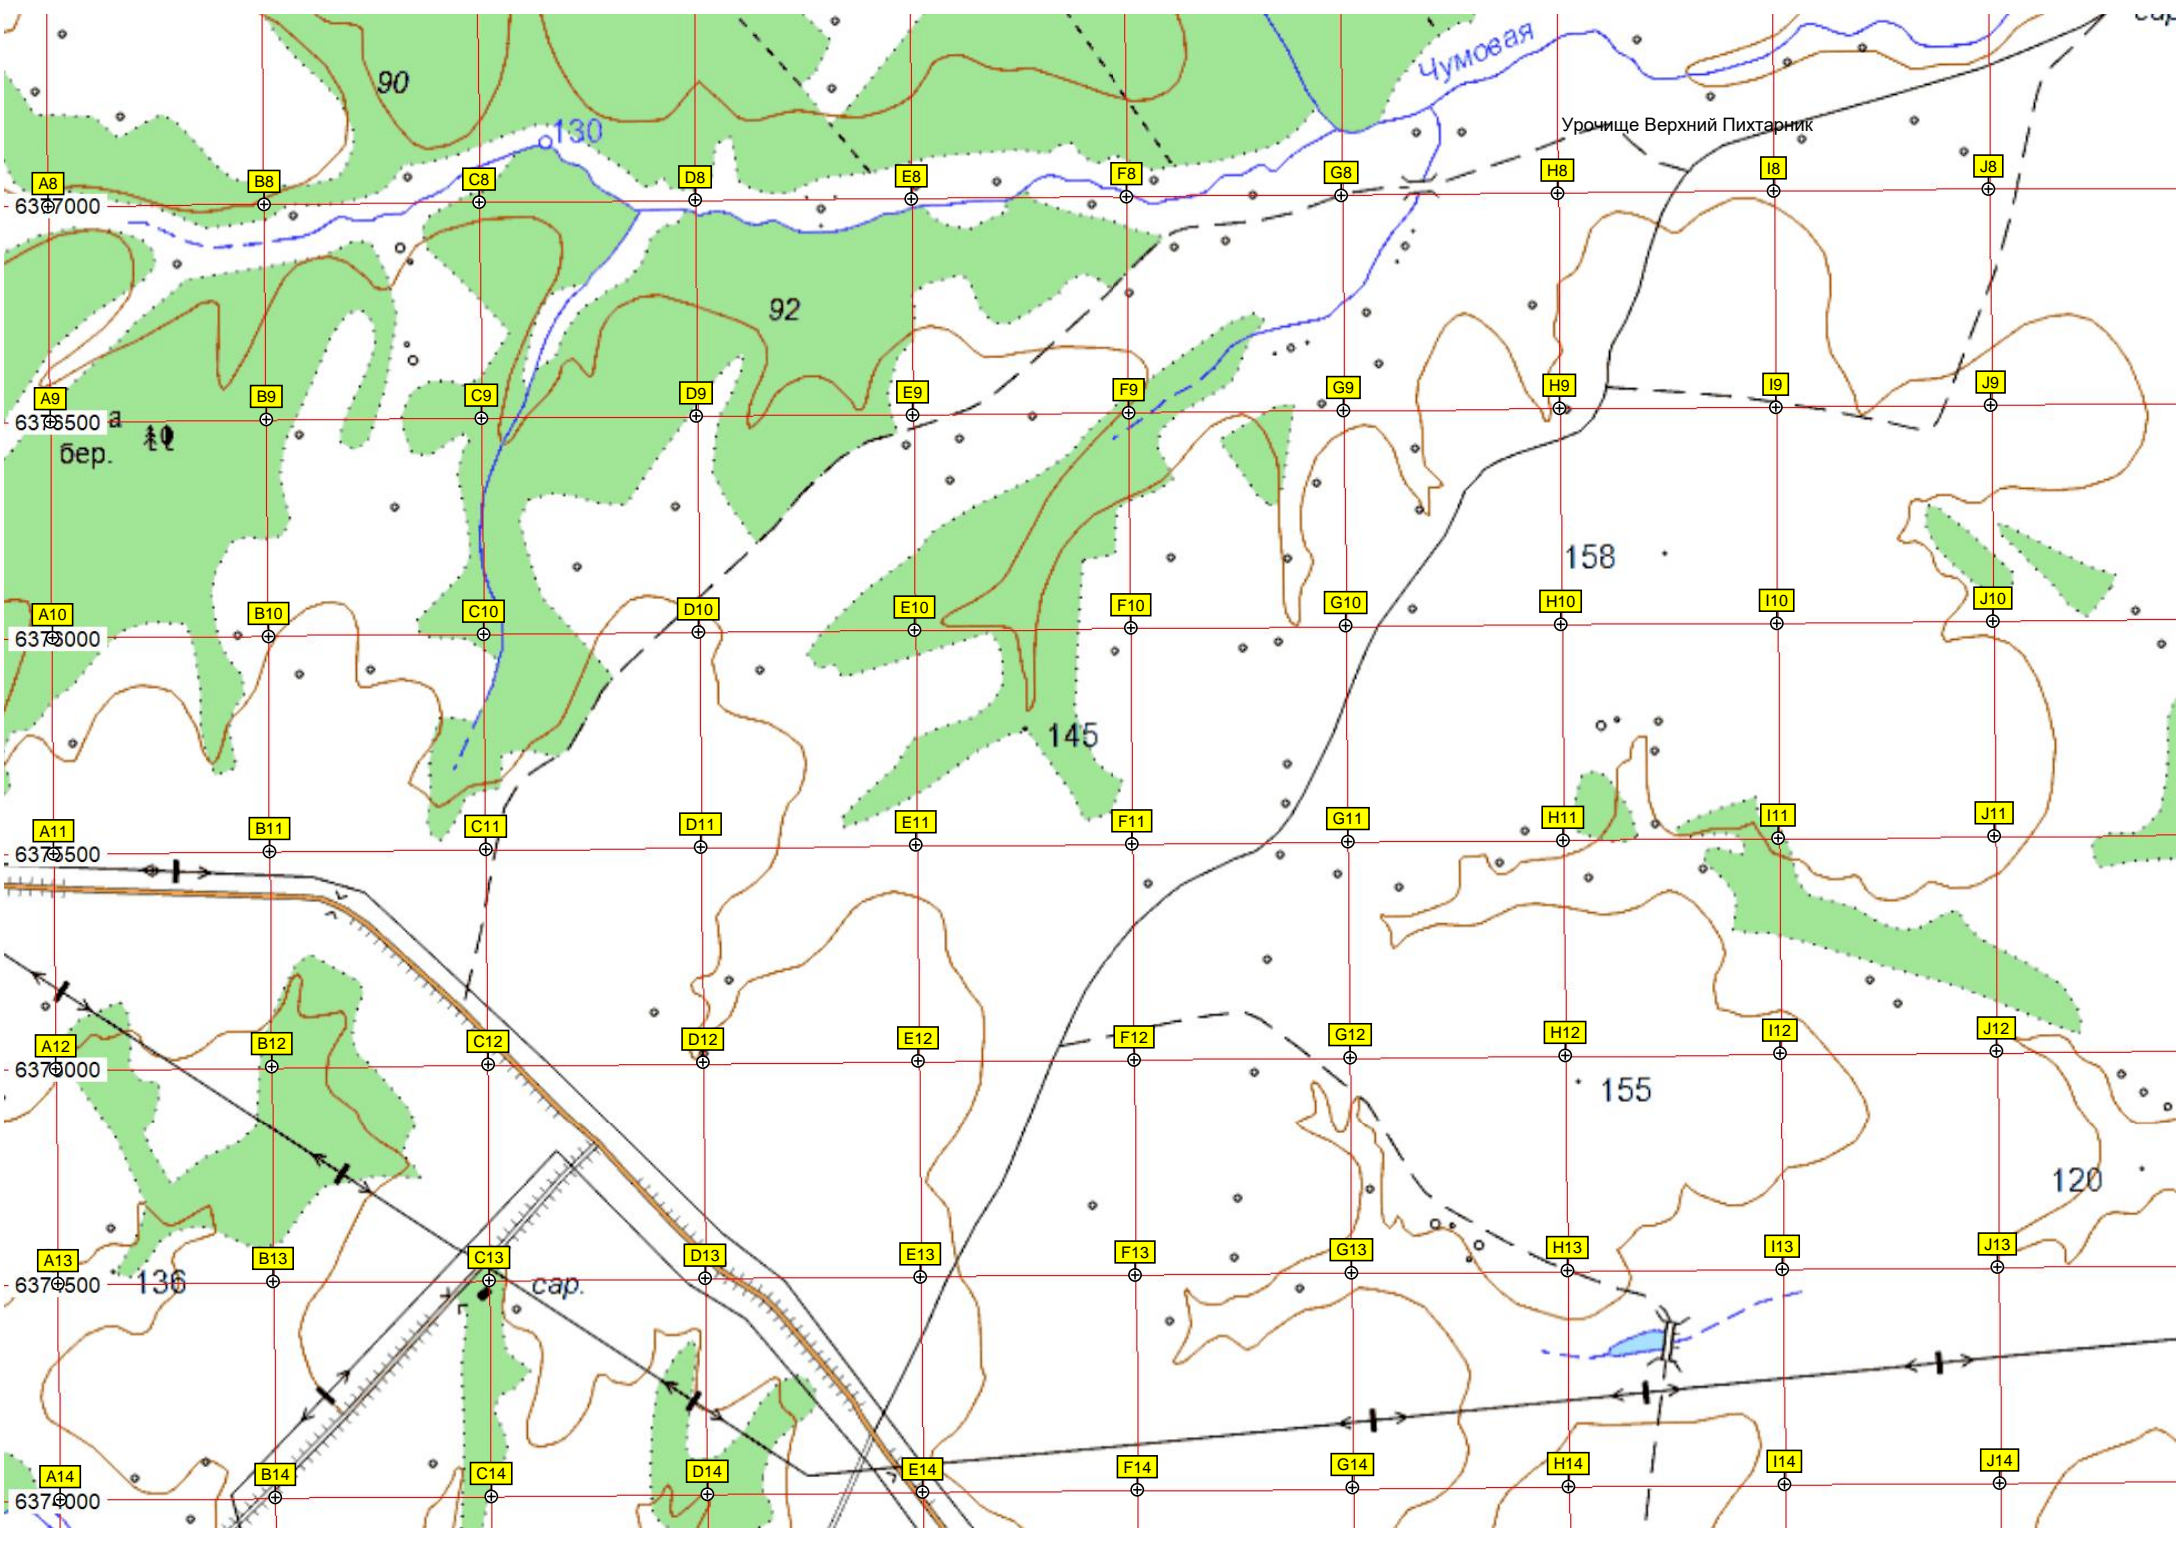 90
Чумовая
130
Урочище Верхний Пихтарник
A8 B8 C8 D8 E8 F8 G8 H8 I8 J8
92
A9 B9 C9 D9 E9 F9 G9 H9 I9 J9
бер.
158
A10 B10 C10 D10 E10 F10 G10 H10 I10 J10
145
A11 B11 C11 D11 E11 F11 G11 H11 I11 J11
A12 B12 C12 D12 E12 F12 G12 H12 I12 J12
155
120
A13 B13 C13 D13 E13 F13 G13 H13 I13 J13
136
сар.
A14 B14 C14 D14 E14 F14 G14 H14 I14 J14